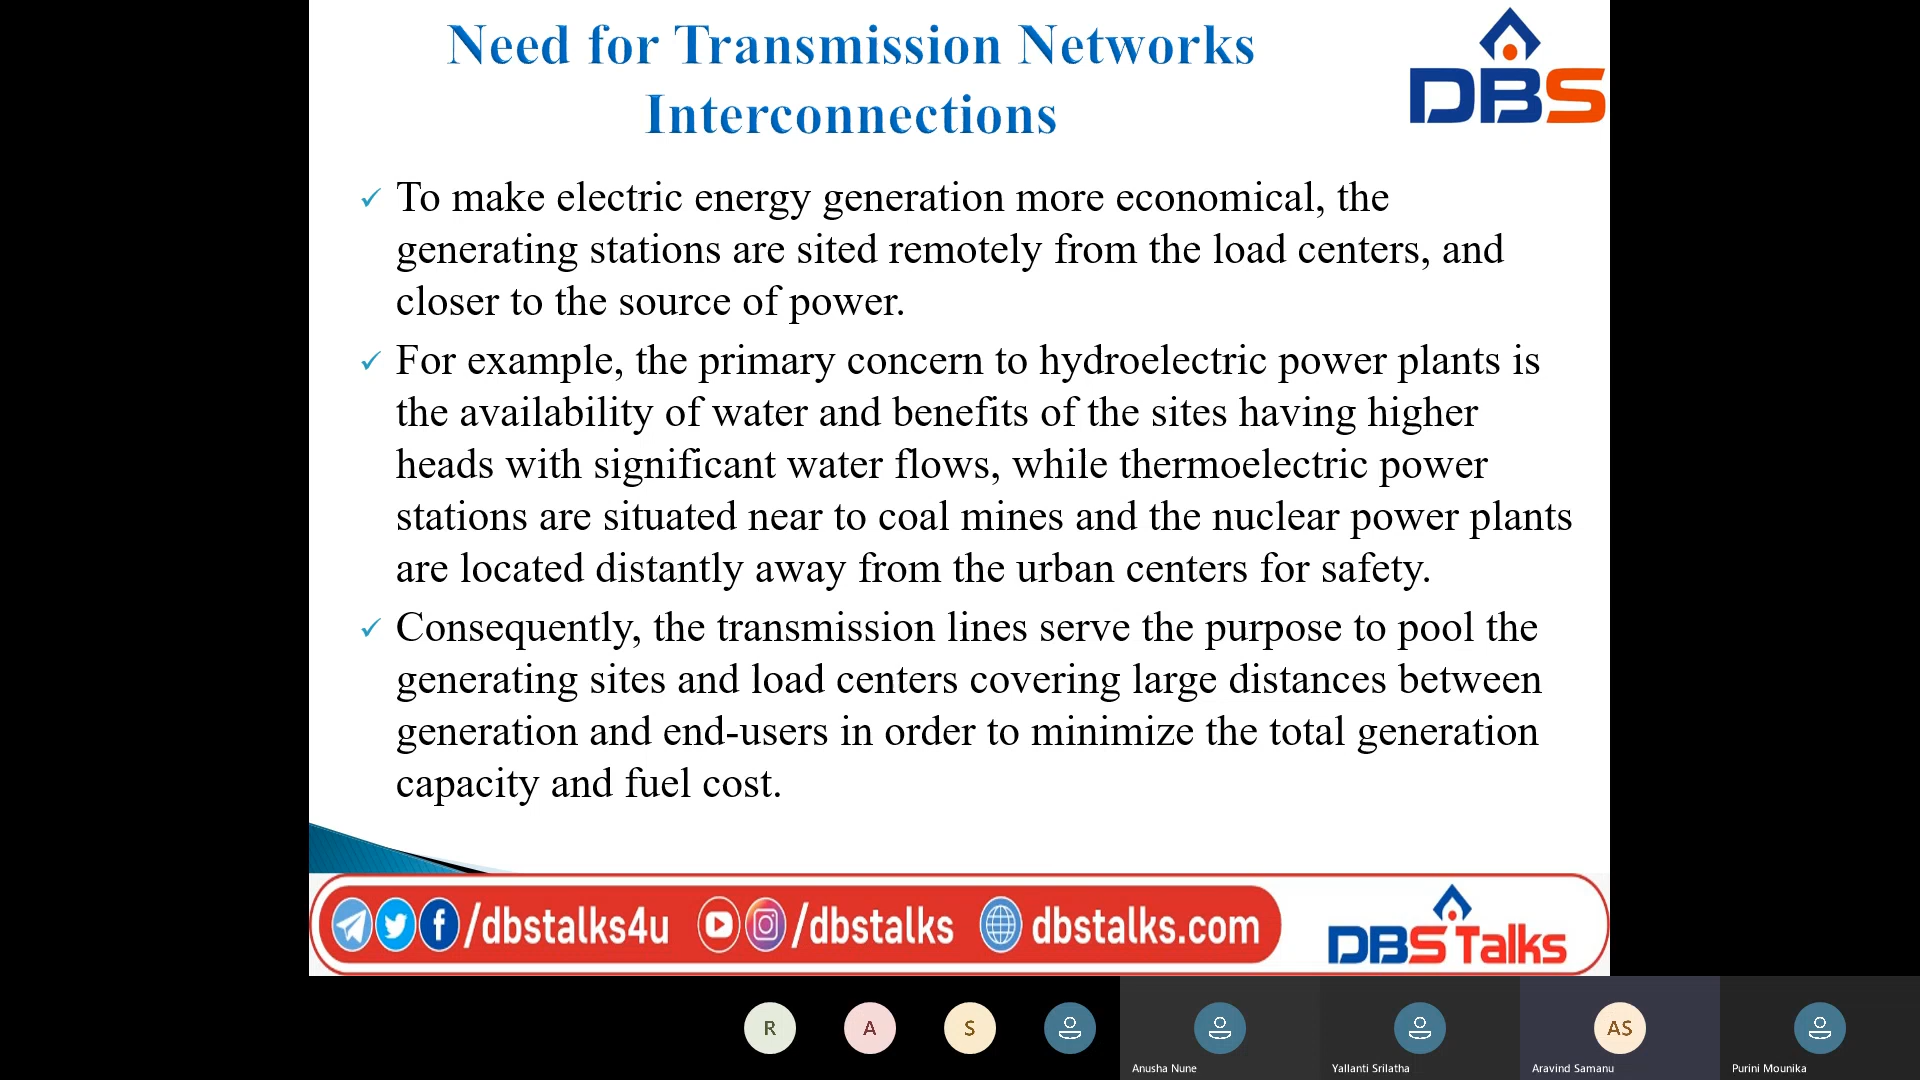 Need for Transmission Networks
Interconnections
DBS
✓ To make electric energy generation more economical, the
generating stations are sited remotely from the load centers, and
closer to the source of power.
✓ For example, the primary concern to hydroelectric power plants is
the availability of water and benefits of the sites having higher
heads with significant water flows, while thermoelectric power
stations are situated near to coal mines and the nuclear power plants
are located distantly away from the urban centers for safety.
✓ Consequently, the transmission lines serve the purpose to pool the
generating sites and load centers covering large distances between
generation and end-users in order to minimize the total generation
capacity and fuel cost.
/dbstalks4u /dbstalks dbstalks.com
DBS Talks
R A S AS
Anusha Nune Yallanti Srilatha Aravind Samanu Purini Mounika